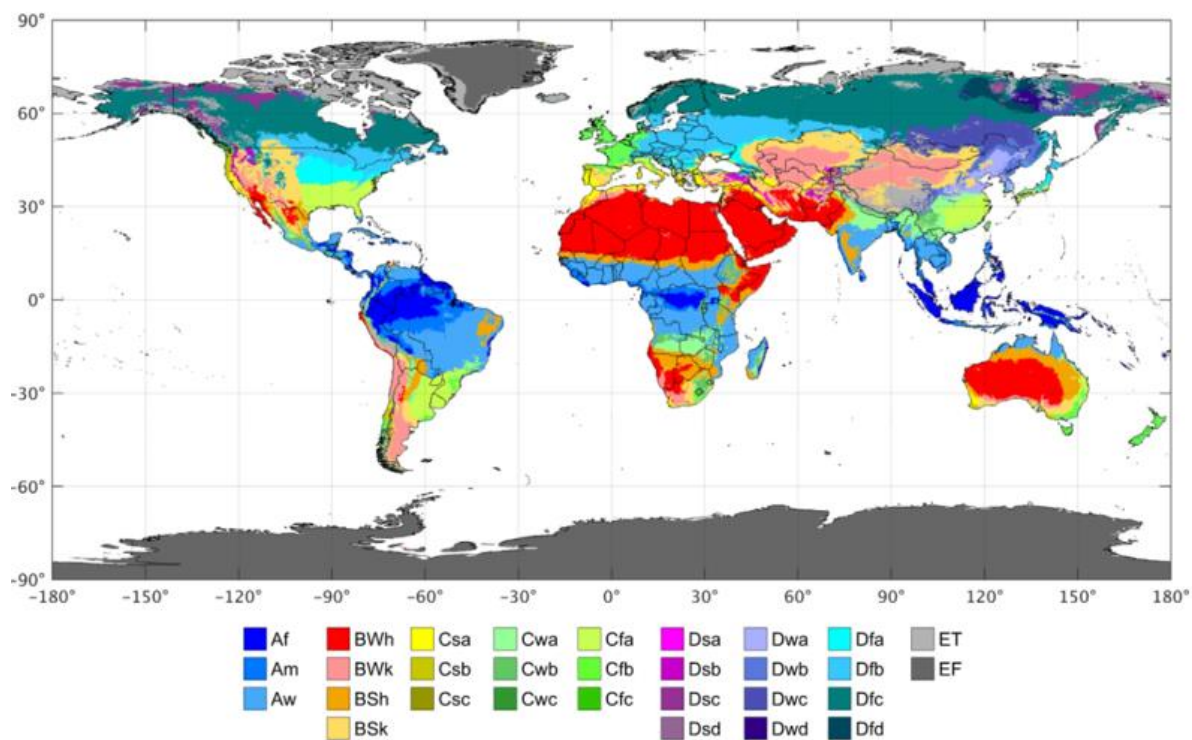 90°
60°
30°
0°
-30°
-60°
-90°
-180° -150° -120° -90° -60° -30° 0° 30° 60° 90° 120° 150° 180°
Af BWh Csa Cwa Cfa Dsa Dwa Dfa ET
Am BWk Csb Cwb Cfb Dsb Dwb Dfb EF
Aw BSh Csc Cwc Cfc Dsc Dwc Dfc
BSk Dsd Dwd Dfd